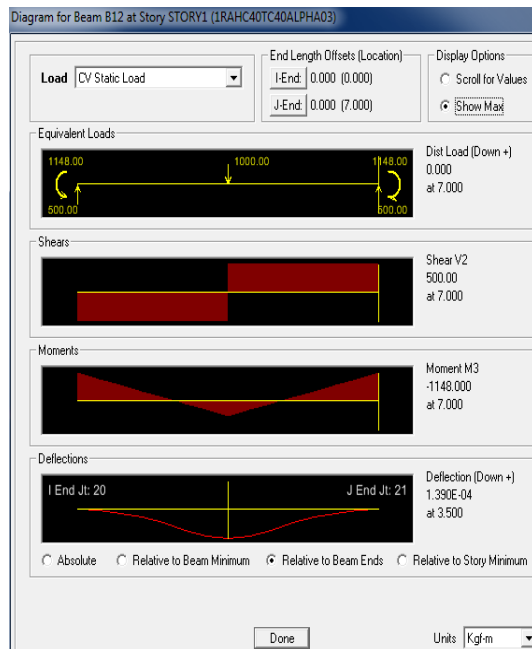 Diagram for Beam B12 at Story STORY1 (1RAHC40TC40ALPHA03)
Load CV Static Load
End Length Offsets (Location)
I-End: 0.000 (0.000)
J-End: 0.000 (7.000)
Display Options
Scroll for Values
Show Max
Equivalent Loads
1148.00 1000.00 1148.00
500.00 500.00
Dist Load (Down +)
0.000
at 7.000
Shears
Shear V2
500.00
at 7.000
Moments
Moment M3
-1148.000
at 7.000
Deflections
I End Jt: 20 J End Jt: 21
Deflection (Down +)
1.390E-04
at 3.500
Absolute Relative to Beam Minimum Relative to Beam Ends Relative to Story Minimum
Done Units Kgf-m